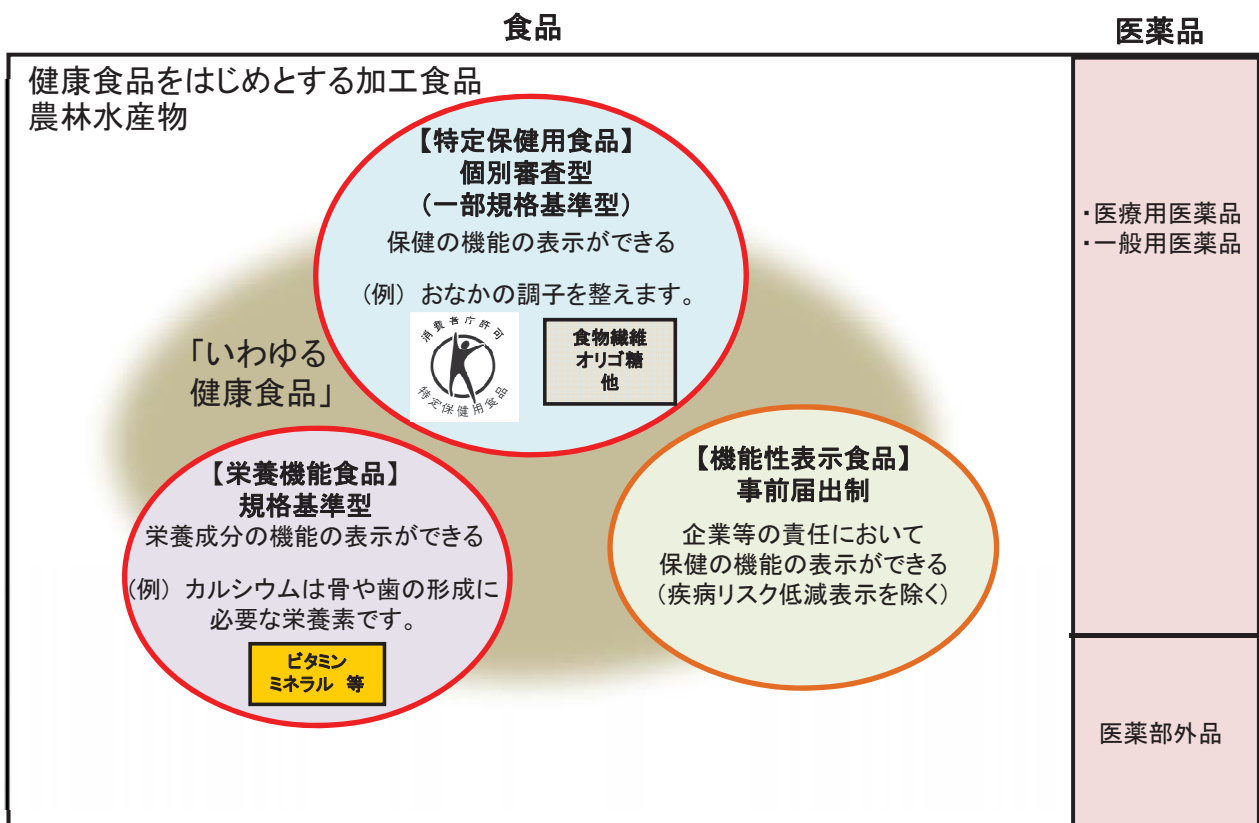 食品
医薬品
健康食品をはじめとする加工食品
農林水産物
【特定保健用食品】
個別審査型
(一部規格基準型)
保健の機能の表示ができる
(例) おなかの調子を整えます。
消費者庁許可
特定保健用食品
食物繊維
オリゴ糖
他
「いわゆる
健康食品」
【栄養機能食品】
規格基準型
栄養成分の機能の表示ができる
(例) カルシウムは骨や歯の形成に
必要な栄養素です。
ビタミン
ミネラル 等
【機能性表示食品】
事前届出制
企業等の責任において
保健の機能の表示ができる
(疾病リスク低減表示を除く)
・医療用医薬品
・一般用医薬品
医薬部外品